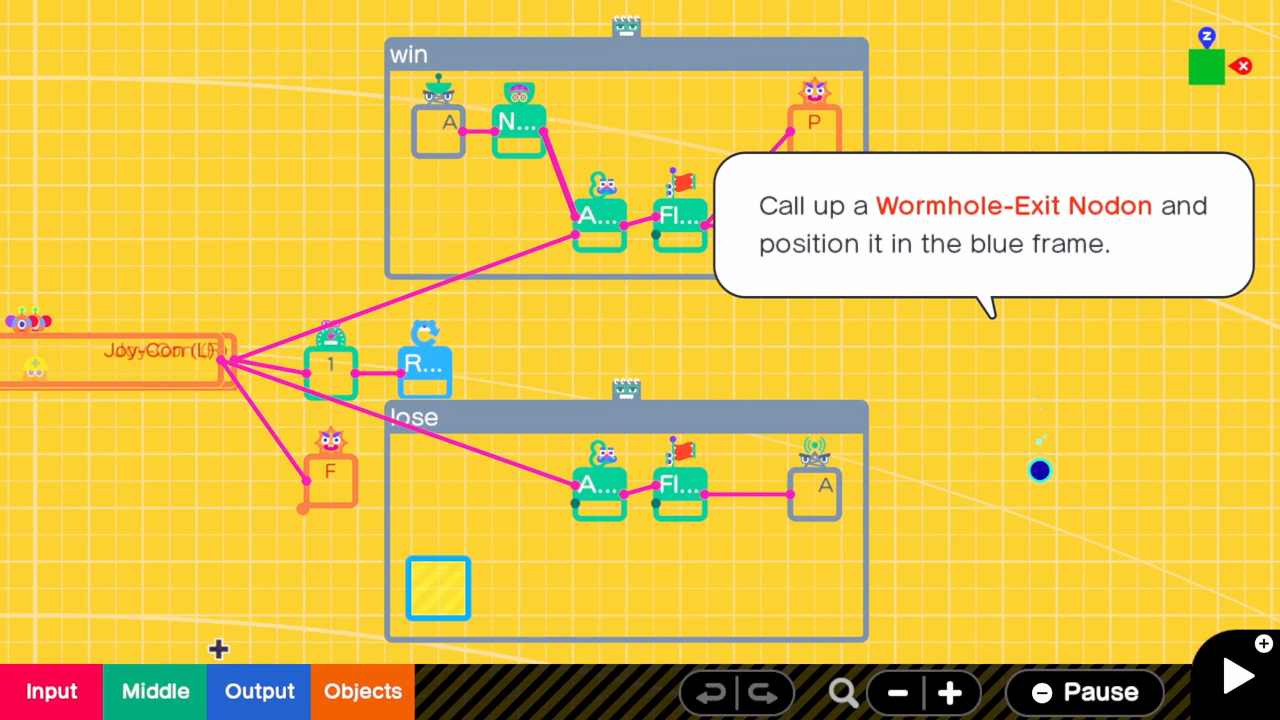 win
Z
X
A
N...
P
A...
Fl...
Call up a Wormhole-Exit Nodon and
position it in the blue frame.
Joy-Con (L)
1
R...
lose
F
A...
Fl...
A
Input
Middle
Output
Objects
Pause